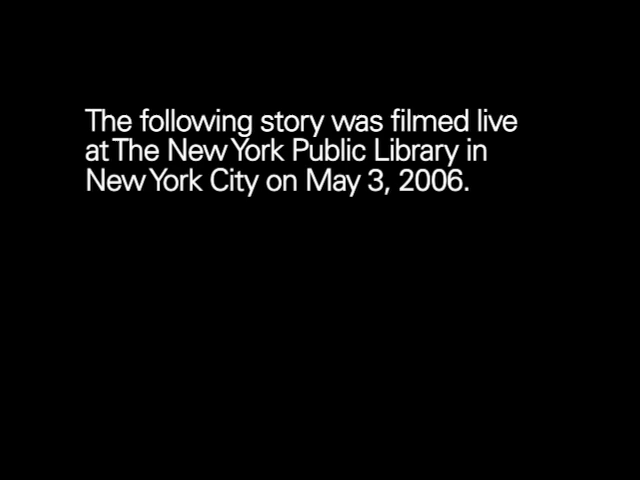 The following story was filmed live
at The New York Public Library in
New York City on May 3, 2006.